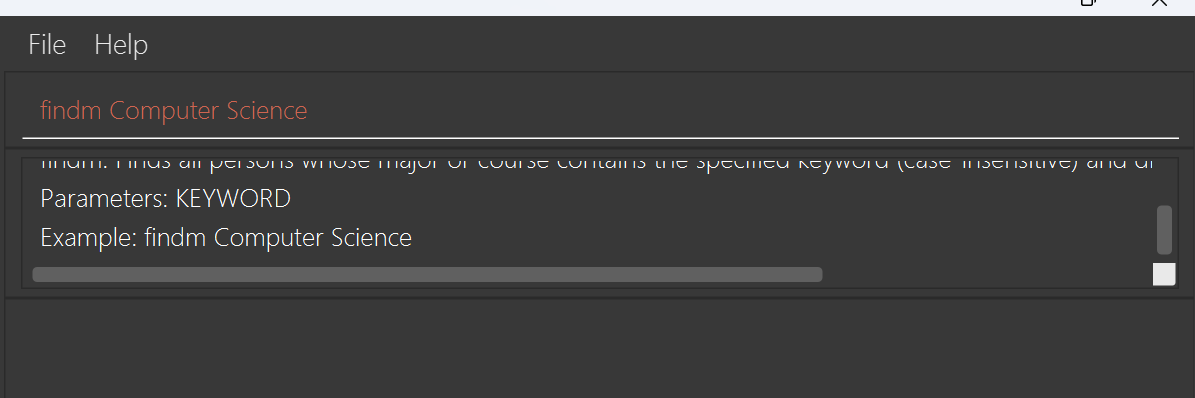 File Help
findm Computer Science
findm: Finds all persons whose major or course contains the specified keyword (case-insensitive) and
Parameters: KEYWORD
Example: findm Computer Science